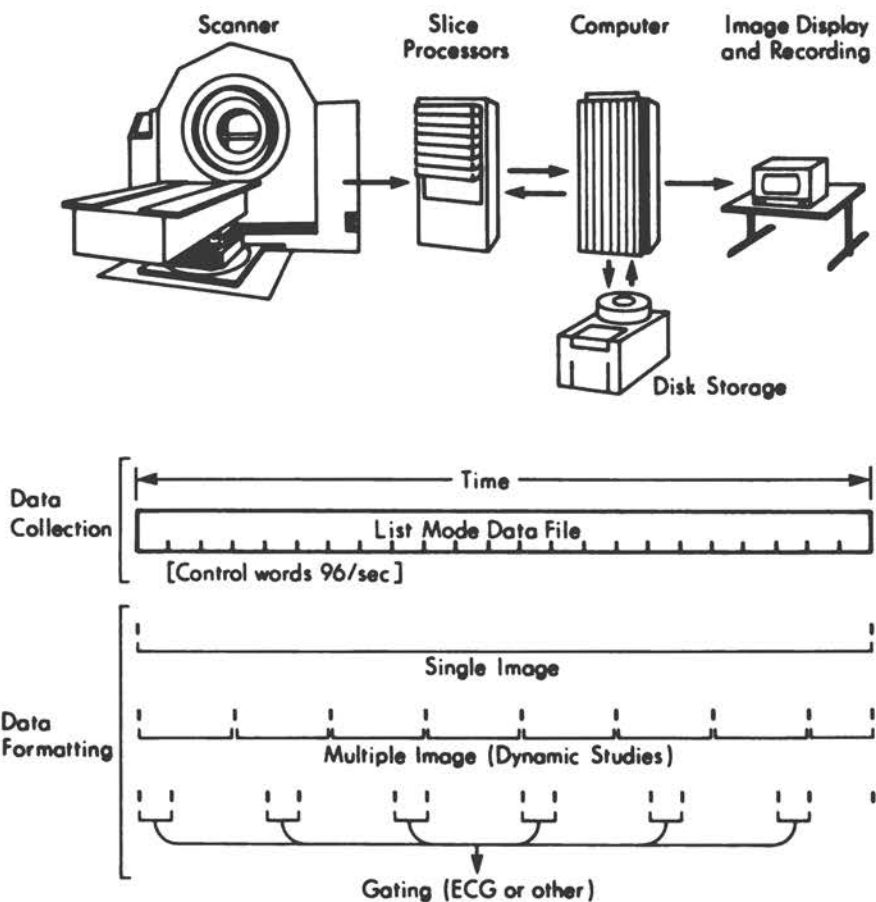 Scanner
Slice
Processors
Computer
Image Display
and Recording
Disk Storage
Data
Collection
Time
List Mode Data File
[Control words 96/sec]
Data
Formatting
Single Image
Multiple Image (Dynamic Studies)
Gating (ECG or other)